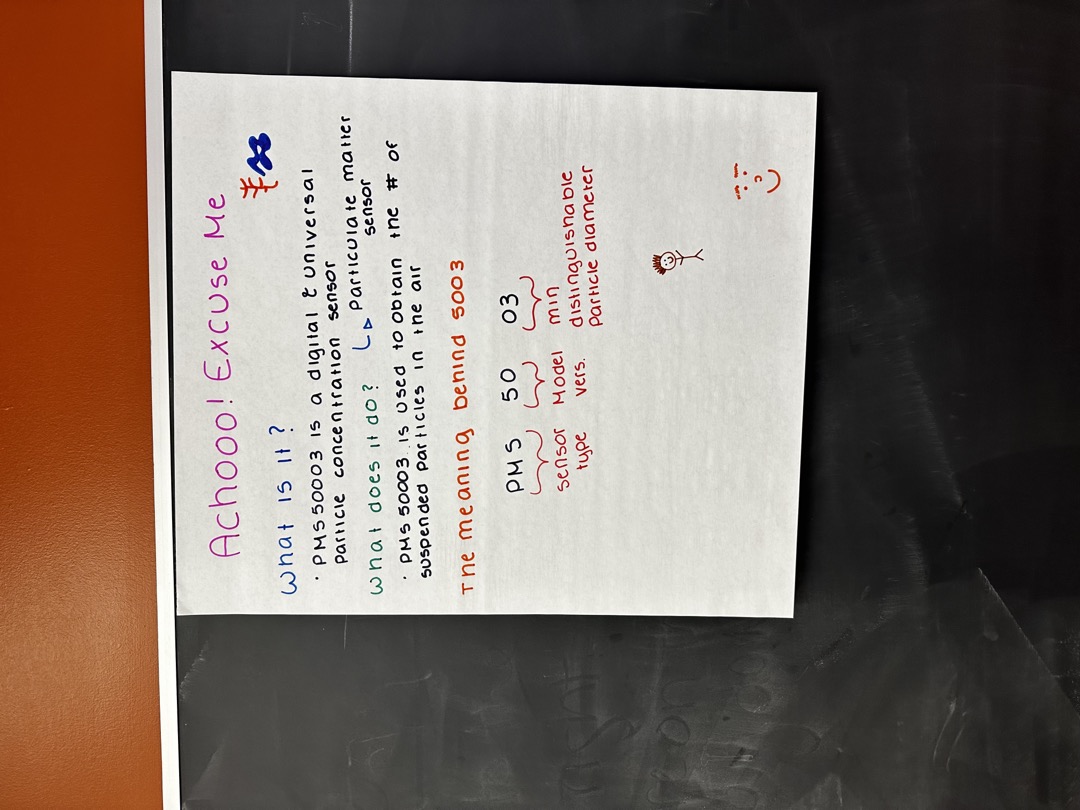 Achooo! Excuse Me
What is it?
· PMS50003 is a digital & universal
particle concentration sensor
↳ Particulate matter
sensor
What does it do?
· PMS 50003 is used to obtain the # of
suspended particles in the air
The meaning behind 5003
PMS 50 03
sensor Model min
type vers. distinguishable
particle diameter